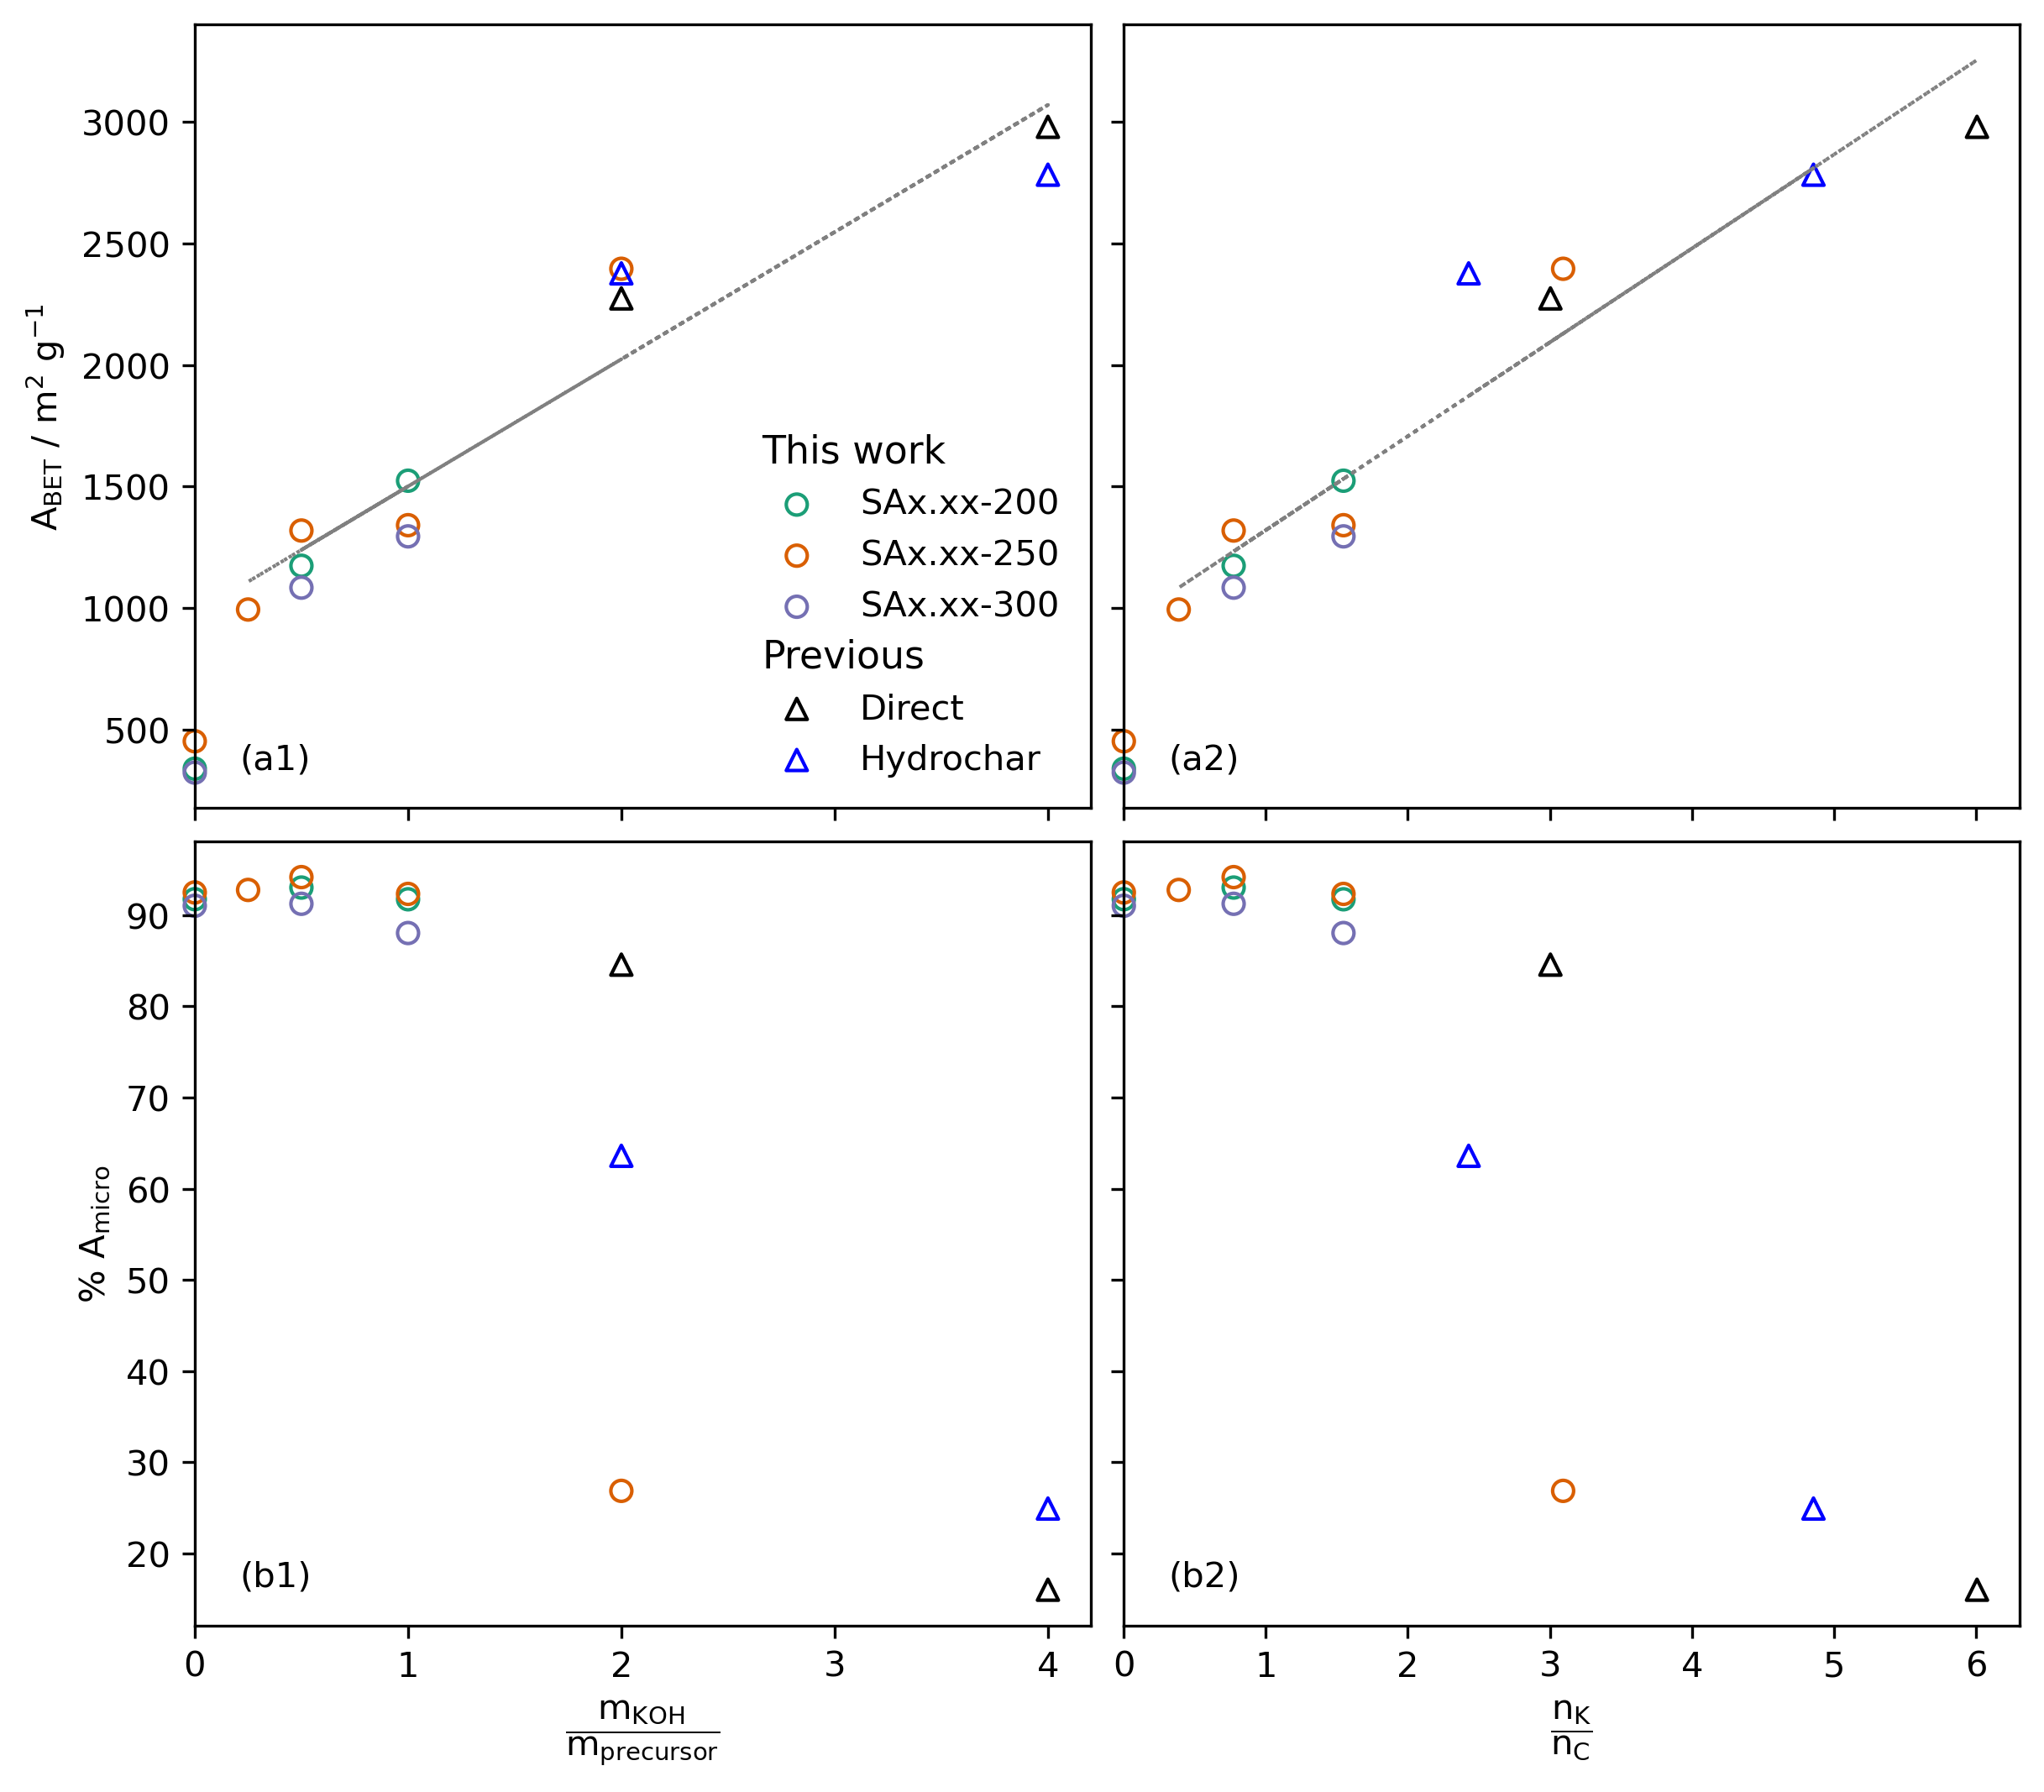 A_BET / m² g⁻¹
3000
2500
2000
1500
1000
500
(a1)
This work
SAx.xx-200
SAx.xx-250
SAx.xx-300
Previous
Direct
Hydrochar
(a2)
% A_micro
90
80
70
60
50
40
30
20
(b1)
(b2)
0 1 2 3 4
0 1 2 3 4 5 6
m_KOH
m_precursor
n_K
n_C